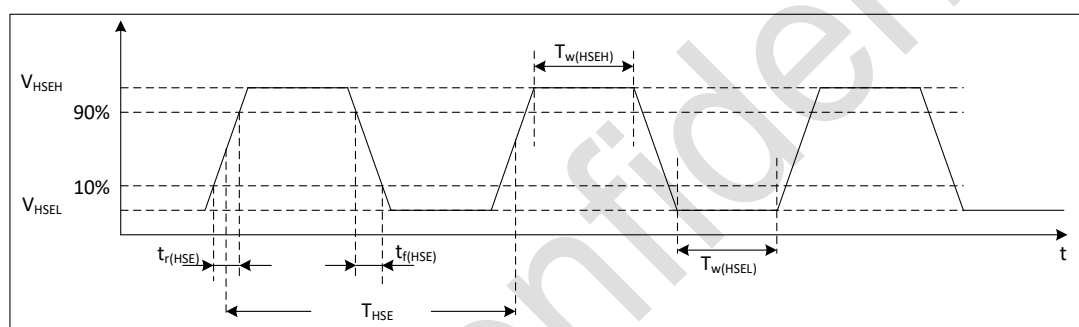 T_w(HSEH)
V_HSEH
90%
10%
V_HSEL
t_r(HSE)
t_f(HSE)
T_w(HSEL)
t
T_HSE